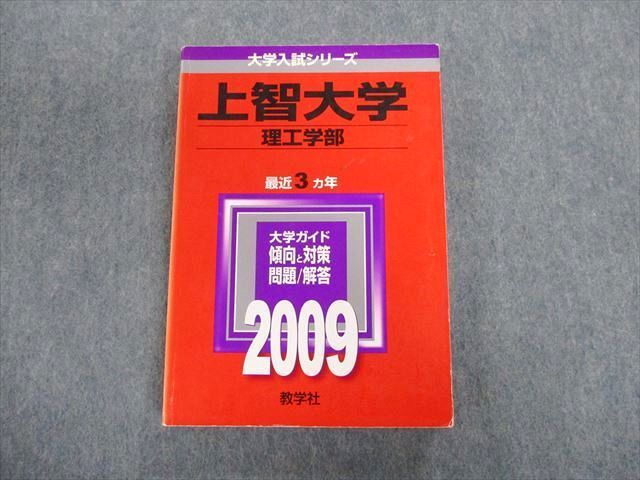 大学入試シリーズ
上智大学
理工学部
最近3ヵ年
大学ガイド
傾向と対策
問題/解答
2009
教学社